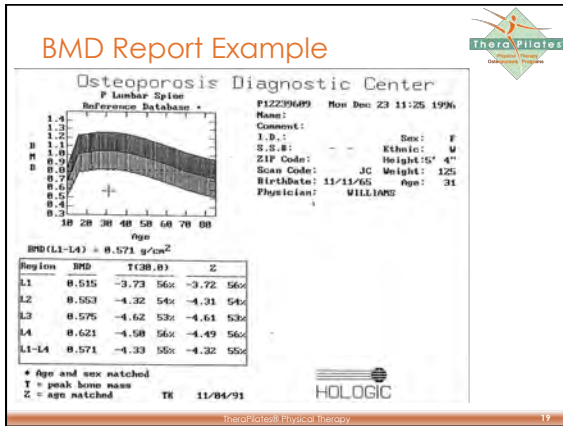 BMD Report Example
TheraPilates
Physical Therapy
Osteoporosis Programs
Osteoporosis Diagnostic Center
P Lumbar Spine
Reference Database *
1.4
1.3
1.2
1.1
1.0
0.9
0.8
0.7
0.6
0.5
0.4
0.3
B
M
D
10 20 30 40 50 60 70 80
Age
BMD(L1-L4) = 0.571 g/cm2
P12239609 Mon Dec 23 11:25 1996
Name:
Comment:
I.D.: Sex: F
S.S.#: - - Ethnic: W
ZIP Code: Height:5' 4"
Scan Code: JC Weight: 125
BirthDate: 11/11/65 Age: 31
Physician: WILLIAMS
Region BMD T(30.0) Z
L1 0.515 -3.73 56% -3.72 56%
L2 0.553 -4.32 54% -4.31 54%
L3 0.575 -4.62 53% -4.61 53%
L4 0.621 -4.50 56% -4.49 56%
L1-L4 0.571 -4.33 55% -4.32 55%
* Age and sex matched
T = peak bone mass
Z = age matched TK 11/04/91
HOLOGIC
TheraPilates® Physical Therapy 19